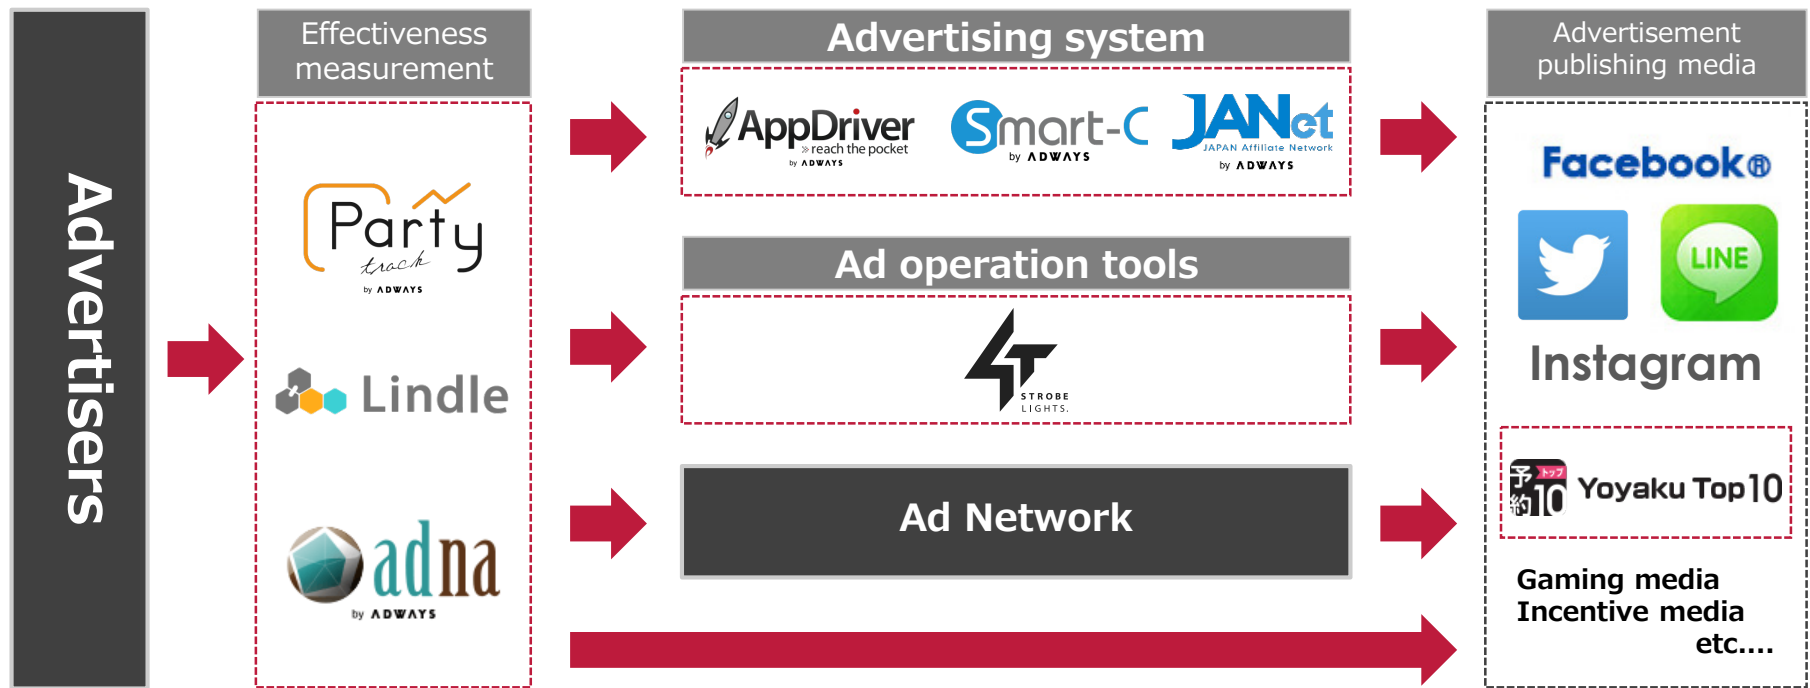 Advertisers
Effectiveness
measurement
Party
track
by ADWAYS
Lindle
adna
by ADWAYS
Advertising system
AppDriver
» reach the pocket
by ADWAYS
Smart-C
by ADWAYS
JANet
JAPAN Affiliate Network
by ADWAYS
Ad operation tools
STROBE
LIGHTS.
Ad Network
Advertisement
publishing media
Facebook®
LINE
Instagram
予トップ
約10
Yoyaku Top10
Gaming media
Incentive media
etc....